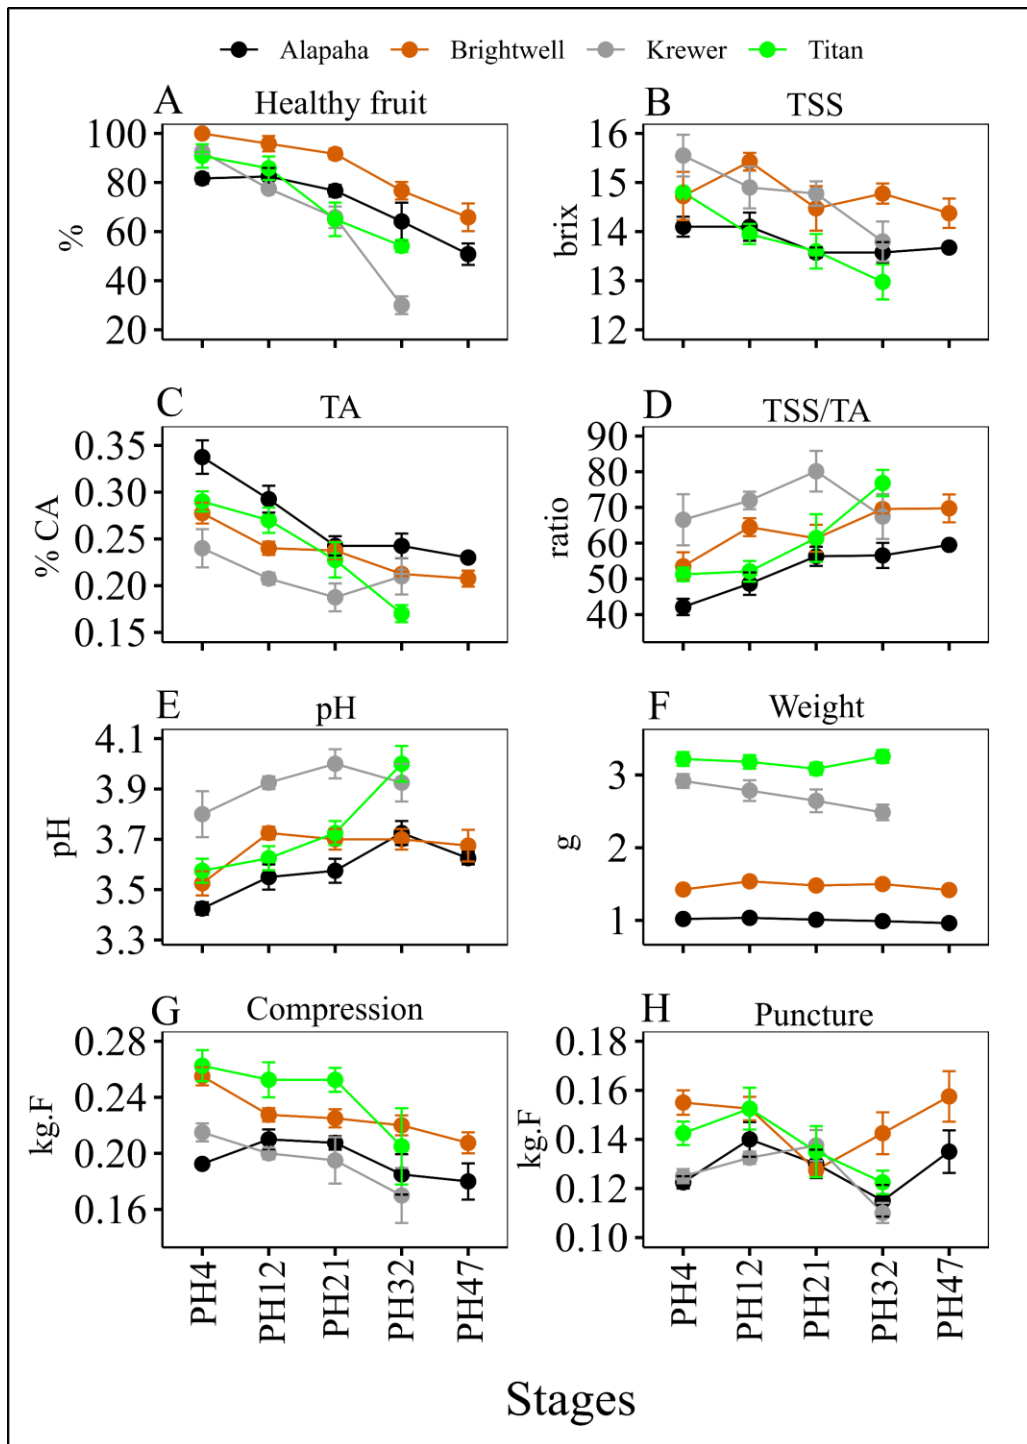 Alapaha Brightwell Krewer Titan
A Healthy fruit
100
80
60
40
20
%
B TSS
16
15
14
13
12
brix
C TA
0.35
0.30
0.25
0.20
0.15
% CA
D TSS/TA
90
80
70
60
50
40
ratio
E pH
4.1
3.9
3.7
3.5
3.3
pH
F Weight
3
2
1
g
G Compression
0.28
0.24
0.20
0.16
kg.F
PH4 PH12 PH21 PH32 PH47
H Puncture
0.18
0.16
0.14
0.12
0.10
kg.F
PH4 PH12 PH21 PH32 PH47
Stages